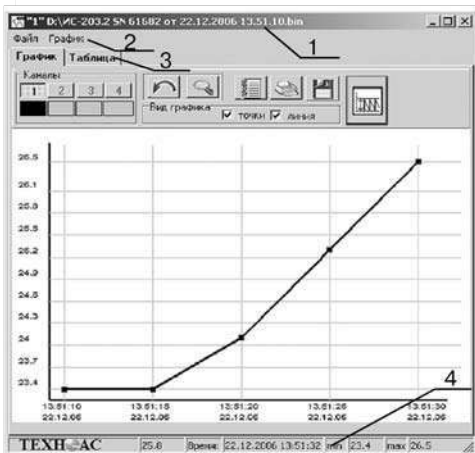 "1" D:\ИС-203.2 SN 61682 от 22.12.2006 13.51.10.bin
1
Файл График
2
График Таблица
3
Каналы
1 2 3 4
Вид графика
точки линия
26.5
26.1
25.8
25.5
25.2
24.9
24.6
24.3
24
23.7
23.4
13:51:10 13:51:15 13:51:20 13:51:25 13:51:30
22.12.06 22.12.06 22.12.06 22.12.06 22.12.06
4
ТЕХНАС 25.8 Время: 22.12.2006 13:51:32 min 23.4 max 26.5